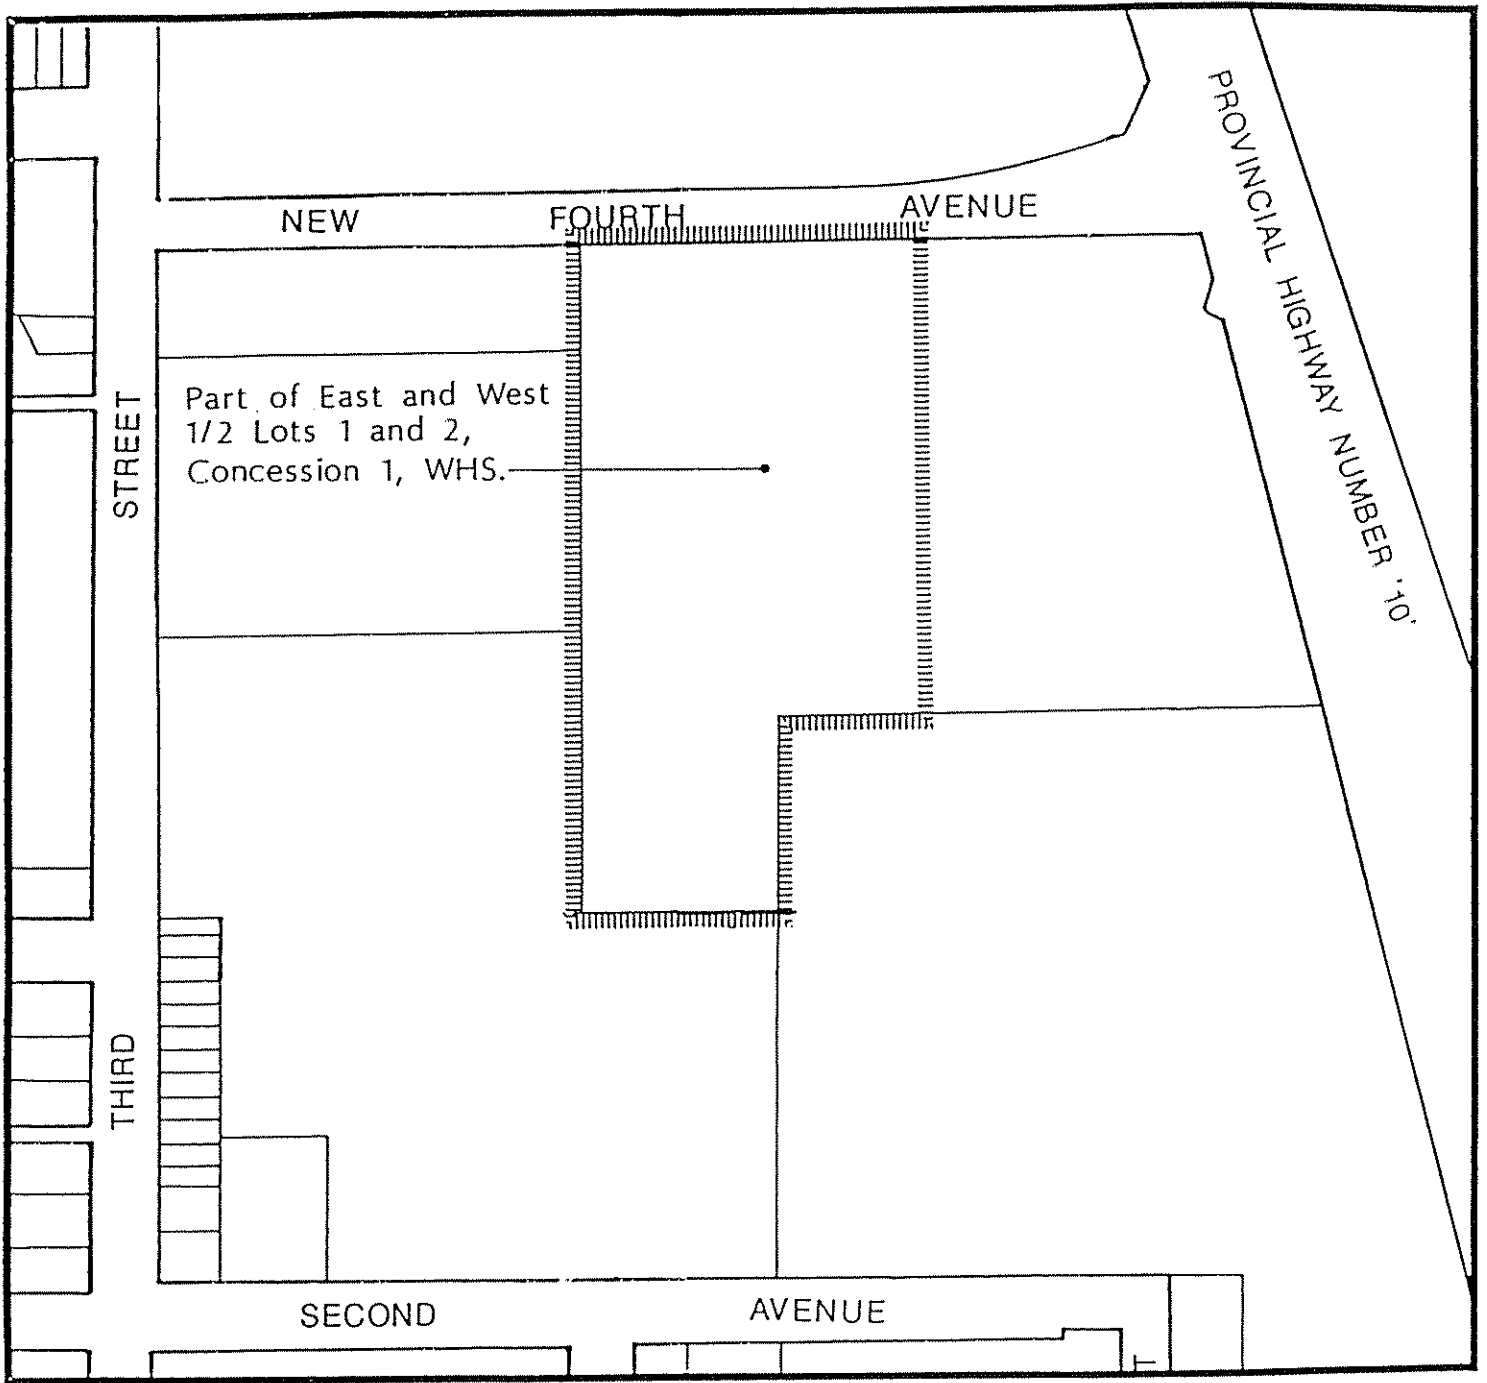 NEW FOURTH AVENUE
PROVINCIAL HIGHWAY NUMBER '10'
Part of East and West
1/2 Lots 1 and 2,
Concession 1, WHS.
THIRD STREET
SECOND AVENUE
T